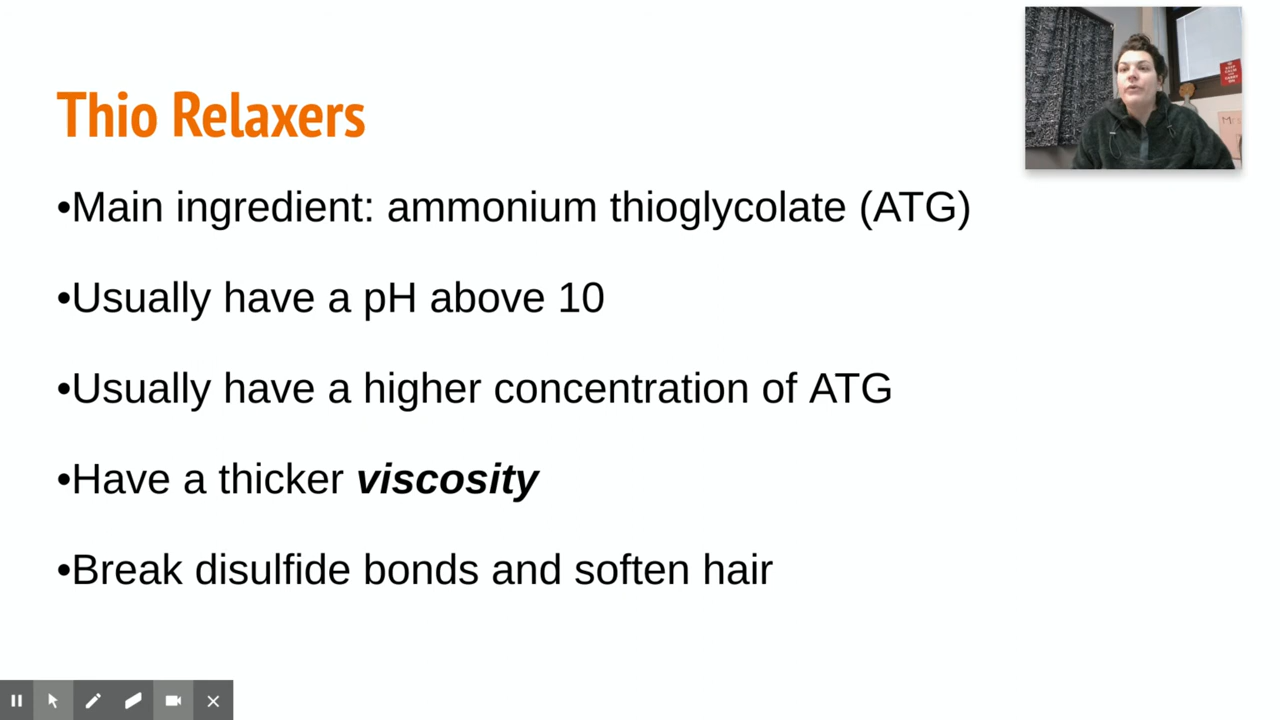 Thio Relaxers
•Main ingredient: ammonium thioglycolate (ATG)
•Usually have a pH above 10
•Usually have a higher concentration of ATG
•Have a thicker viscosity
•Break disulfide bonds and soften hair